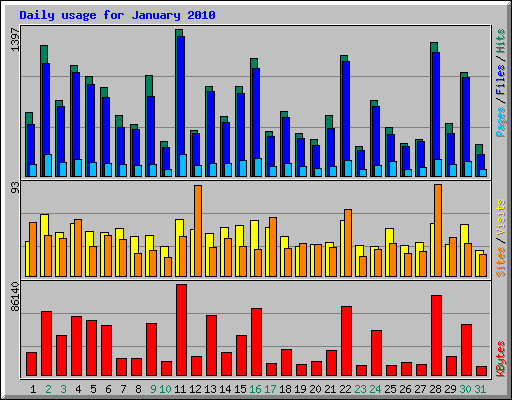 Daily usage for January 2010
1397
Pages / Files / Hits
93
Sites / Visits
86140
KBytes
1 2 3 4 5 6 7 8 9 10 11 12 13 14 15 16 17 18 19 20 21 22 23 24 25 26 27 28 29 30 31